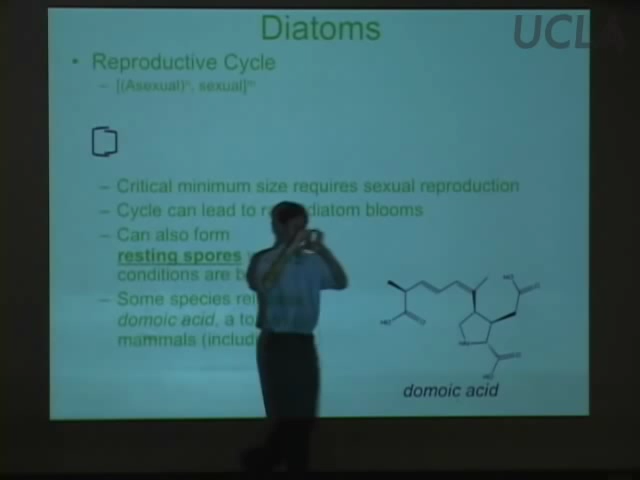 Diatoms
UCLA
• Reproductive Cycle
– [(Asexual)ⁿ, sexual]ᵐ
– Critical minimum size requires sexual reproduction
– Cycle can lead to diatom blooms
– Can also form
resting spores
conditions are
– Some species
domoic acid, a
mammals
domoic acid